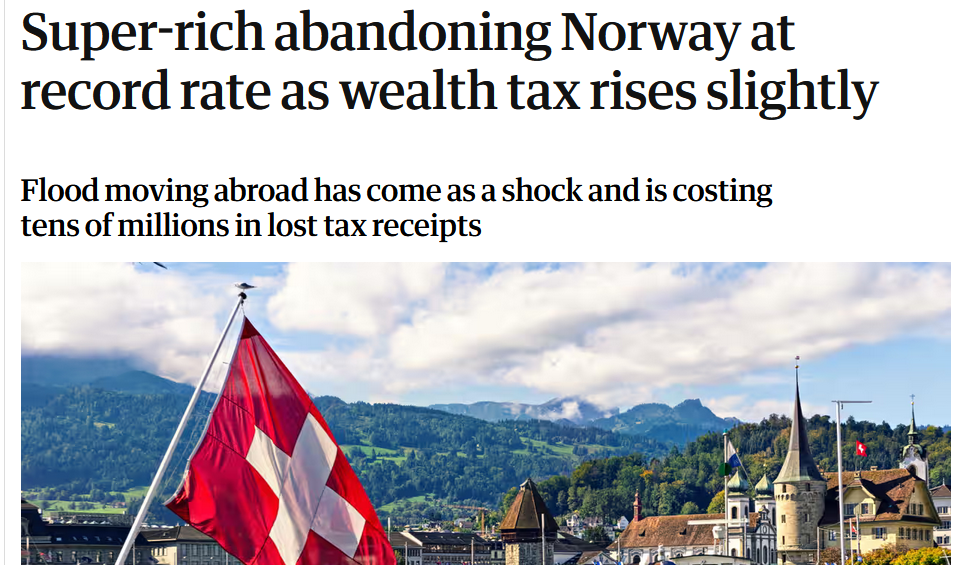 Super-rich abandoning Norway at
record rate as wealth tax rises slightly
Flood moving abroad has come as a shock and is costing
tens of millions in lost tax receipts